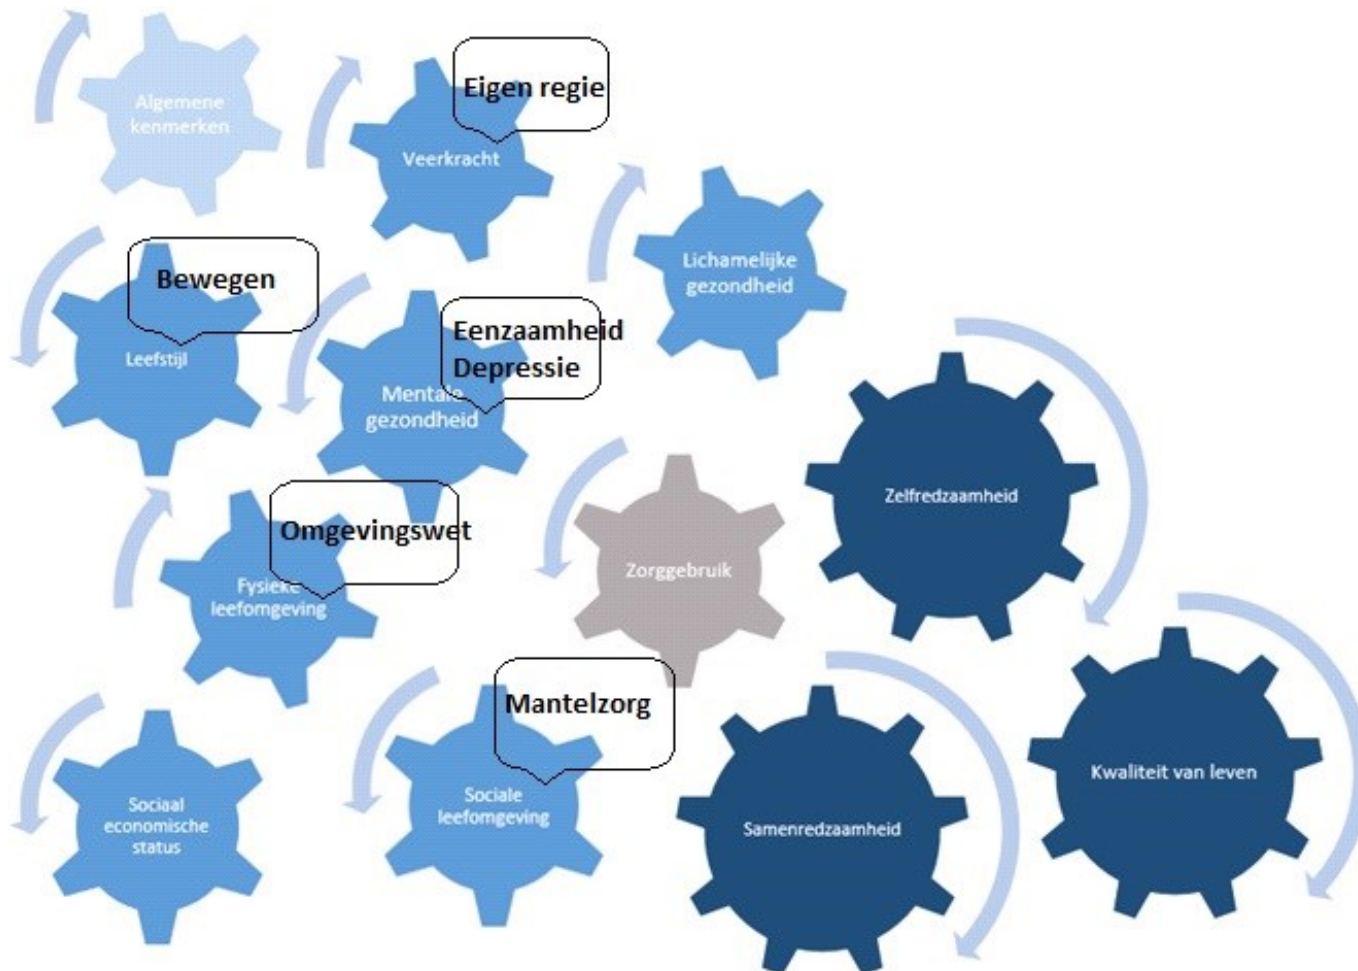 Algemene
kenmerken
Eigen regie
Veerkracht
Lichamelijke
gezondheid
Bewegen
Leefstijl
Eenzaamheid
Depressie
Mentale
gezondheid
Zelfredzaamheid
Omgevingswet
Fysieke
leefomgeving
Zorggebruik
Mantelzorg
Sociale
leefomgeving
Sociaal
economische
status
Samenredzaamheid
Kwaliteit van leven